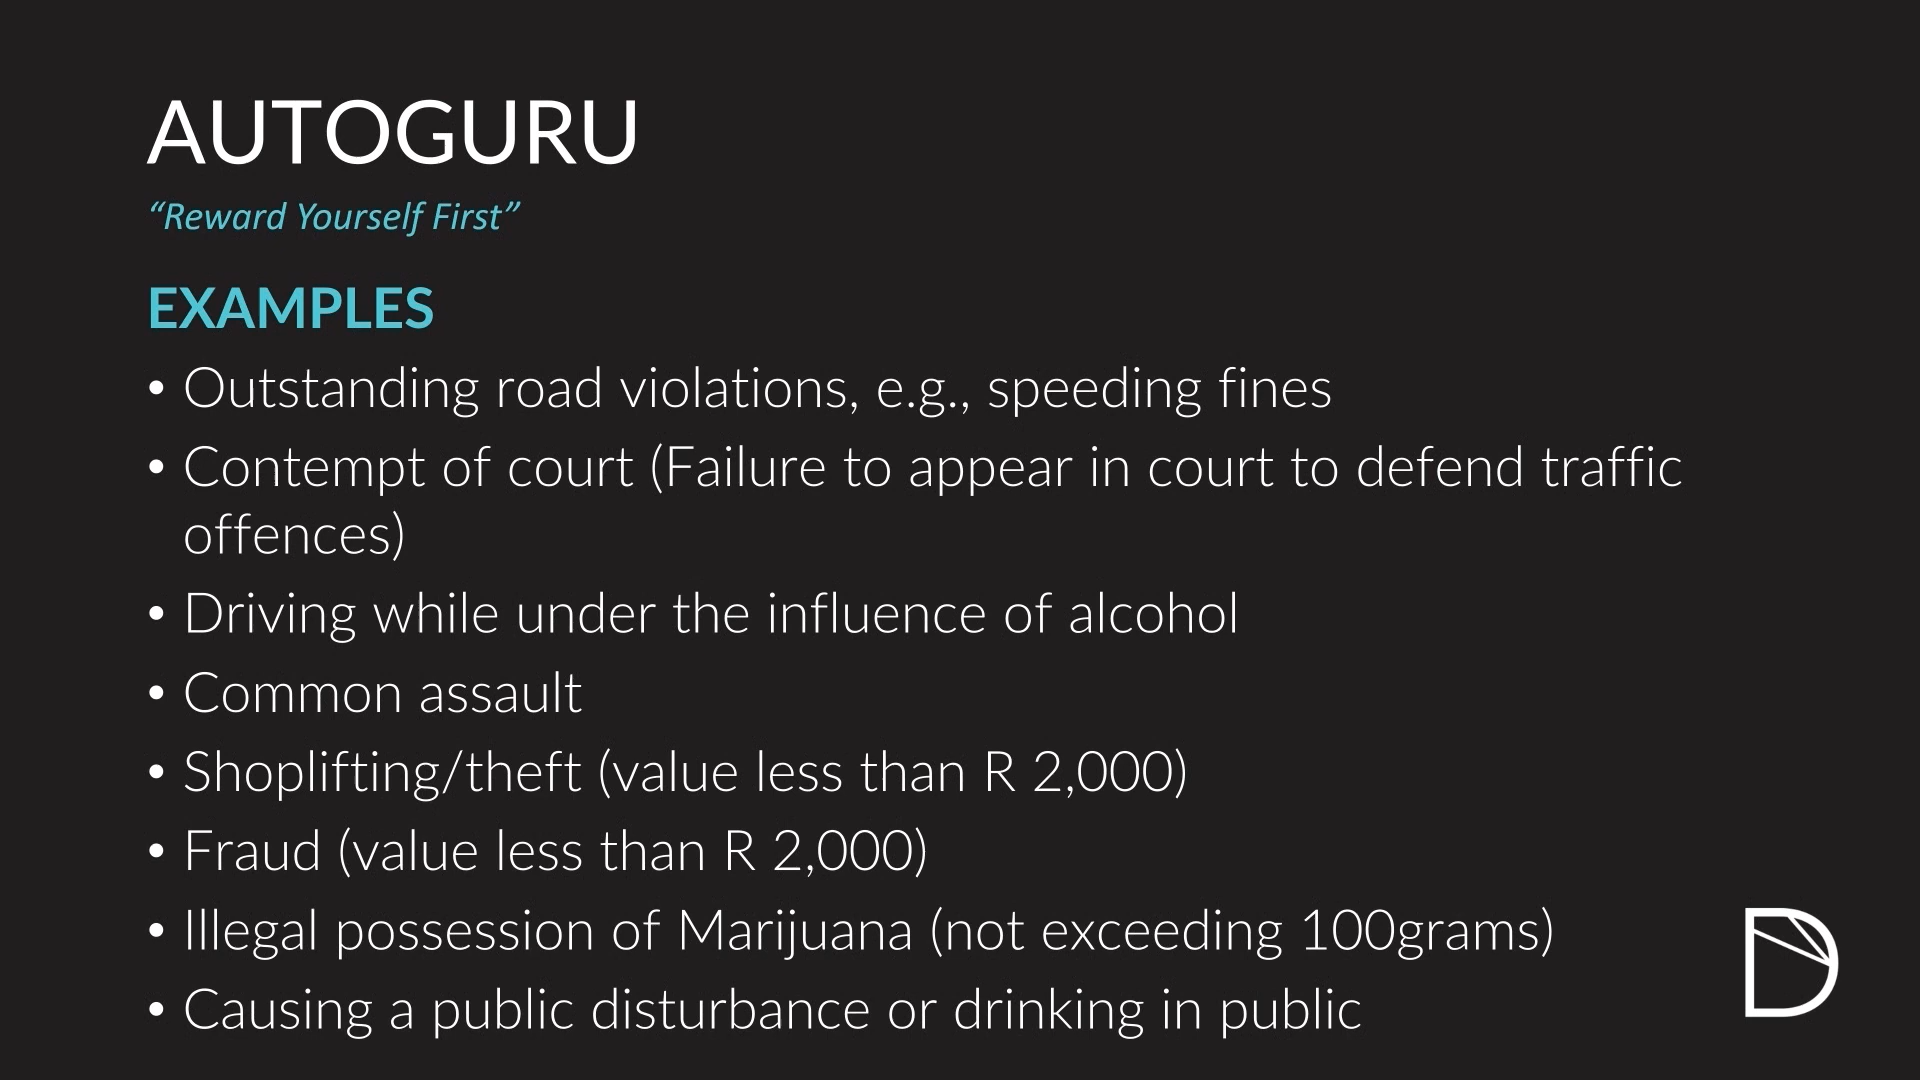 AUTOGURU
“Reward Yourself First”
EXAMPLES
• Outstanding road violations, e.g., speeding fines
• Contempt of court (Failure to appear in court to defend traffic
offences)
• Driving while under the influence of alcohol
• Common assault
• Shoplifting/theft (value less than R 2,000)
• Fraud (value less than R 2,000)
• Illegal possession of Marijuana (not exceeding 100grams)
• Causing a public disturbance or drinking in public